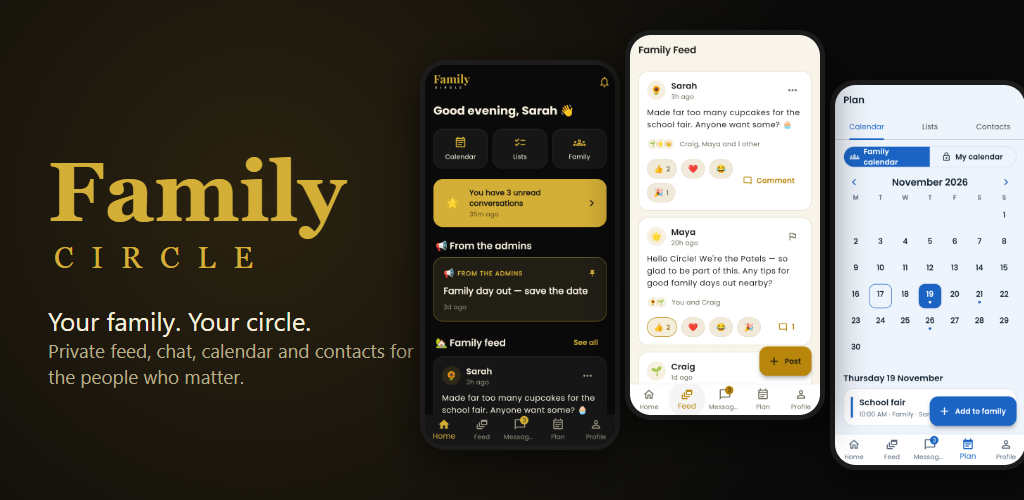 Family
CIRCLE
Your family. Your circle.
Private feed, chat, calendar and contacts for
the people who matter.
Family
CIRCLE
Good evening, Sarah 👋
Calendar
Lists
Family
You have 3 unread
conversations
35m ago
📢 From the admins
📢 FROM THE ADMINS
Family day out — save the date
2d ago
🏡 Family feed
See all
Sarah
3h ago
Made far too many cupcakes for the
school fair. Anyone want some? 🧁
Home
Feed
3
Messag...
Plan
Profile
Family Feed
Sarah
3h ago
Made far too many cupcakes for the
school fair. Anyone want some? 🧁
Craig, Maya and 1 other
👍 2 ❤️ 😂
🎉 1
Comment
Maya
20h ago
Hello Circle! We're the Patels — so
glad to be part of this. Any tips for
good family days out nearby?
You and Craig
👍 2 ❤️ 😂 🎉
1
Craig
1d ago
+ Post
Home
Feed
3
Messag...
Plan
Profile
Plan
Calendar
Lists
Contacts
Family
calendar
My calendar
November 2026
M T W T F S S
1
2 3 4 5 6 7 8
9 10 11 12 13 14 15
16 17 18 19 20 21 22
23 24 25 26 27 28 29
30
Thursday 19 November
School fair
10:00 AM · Family · Sar
+ Add to family
Home
Feed
3
Messag...
Plan
Profile